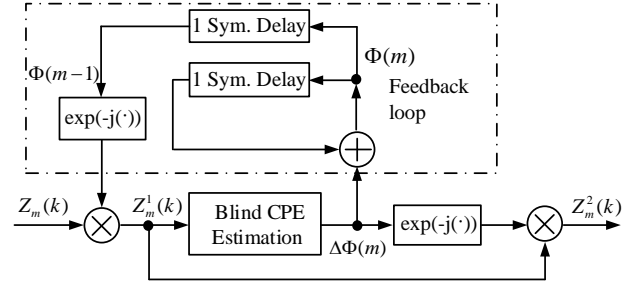 1 Sym. Delay
Φ(m)
Φ(m−1)
1 Sym. Delay
Feedback
loop
exp(-j(·))
Z_m(k)
Z_m^1(k)
Blind CPE
Estimation
ΔΦ(m)
exp(-j(·))
Z_m^2(k)